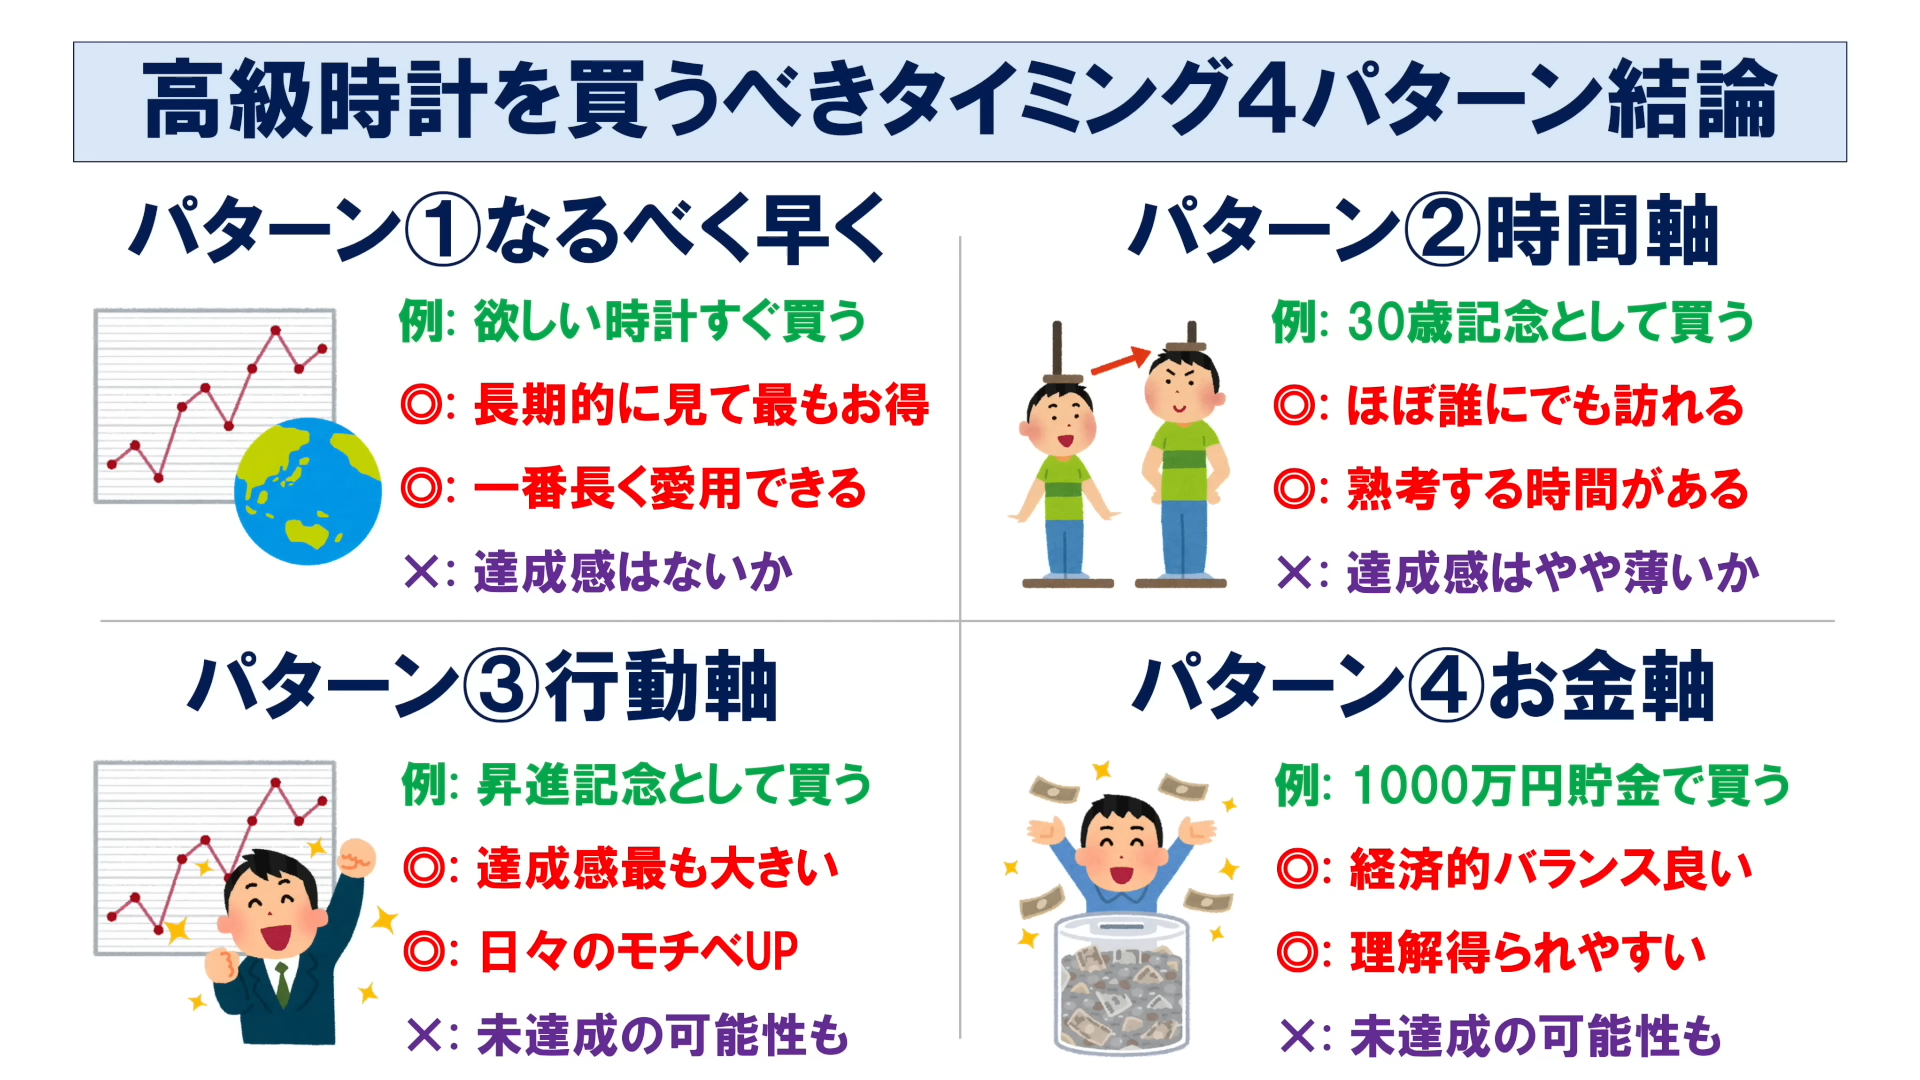 高級時計を買うべきタイミング4パターン結論
パターン①なるべく早く
例: 欲しい時計すぐ買う
◎: 長期的に見て最もお得
◎: 一番長く愛用できる
×: 達成感はないか
パターン②時間軸
例: 30歳記念として買う
◎: ほぼ誰にでも訪れる
◎: 熟考する時間がある
×: 達成感はやや薄いか
パターン③行動軸
例: 昇進記念として買う
◎: 達成感最も大きい
◎: 日々のモチベUP
×: 未達成の可能性も
パターン④お金軸
例: 1000万円貯金で買う
◎: 経済的バランス良い
◎: 理解得られやすい
×: 未達成の可能性も